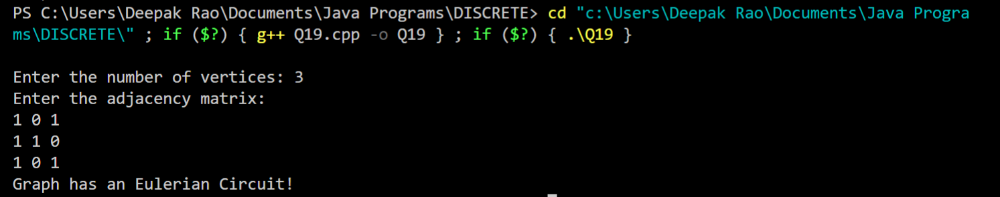 PS C:\Users\Deepak Rao\Documents\Java Programs\DISCRETE> cd "c:\Users\Deepak Rao\Documents\Java Progra
ms\DISCRETE\" ; if ($?) { g++ Q19.cpp -o Q19 } ; if ($?) { .\Q19 }
Enter the number of vertices: 3
Enter the adjacency matrix:
1 0 1
1 1 0
1 0 1
Graph has an Eulerian Circuit!